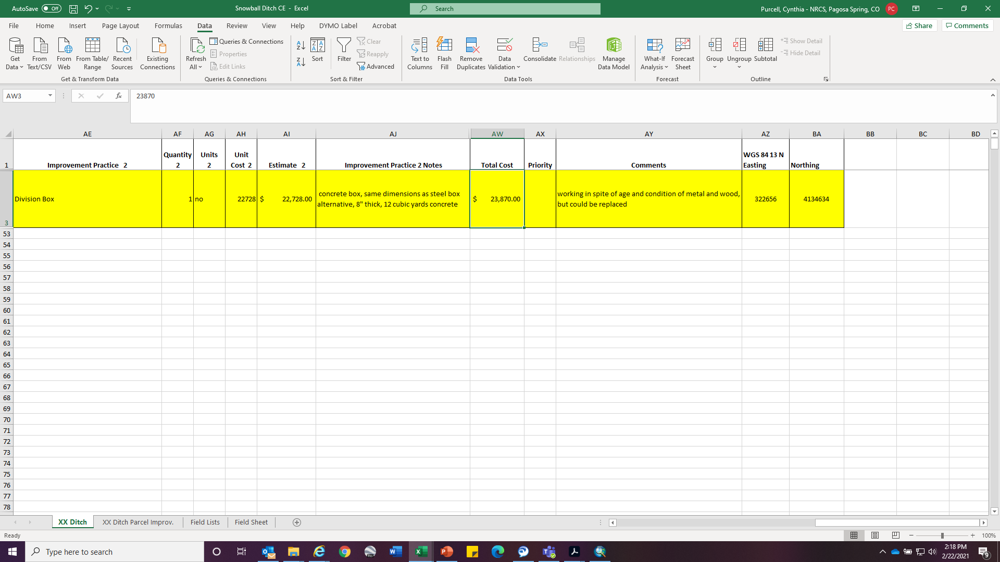 AutoSave Off
Snowball Ditch CE - Excel
Search
Purcell, Cynthia - NRCS, Pagosa Spring, CO PC
File Home Insert Page Layout Formulas Data Review View Help DYMO Label Acrobat
Share Comments
Get Data
From Text/CSV
From Web
From Table/ Range
Recent Sources
Existing Connections
Get & Transform Data
Refresh All
Queries & Connections
Properties
Edit Links
Queries & Connections
Sort
Filter
Clear
Reapply
Advanced
Sort & Filter
Text to Columns
Flash Fill
Remove Duplicates
Data Validation
Consolidate
Relationships
Manage Data Model
Data Tools
What-If Analysis
Forecast Sheet
Forecast
Group
Ungroup
Subtotal
Show Detail
Hide Detail
Outline
AW3
fx
23870
AE AF AG AH AI AJ AW AX AY AZ BA BB BC BD
1
Improvement Practice 2
Quantity 2
Units 2
Unit Cost 2
Estimate 2
Improvement Practice 2 Notes
Total Cost
Priority
Comments
WGS 84 13 N Easting
Northing
3
Division Box
1
no
22728
$ 22,728.00
concrete box, same dimensions as steel box
alternative, 8" thick, 12 cubic yards concrete
$ 23,870.00
working in spite of age and condition of metal and wood,
but could be replaced
322656
4134634
53
54
55
56
57
58
59
60
61
62
63
64
65
66
67
68
69
70
71
72
73
74
75
76
77
78
XX Ditch XX Ditch Parcel Improv. Field Lists Field Sheet
Ready
100%
Type here to search
2:18 PM
2/22/2021
9